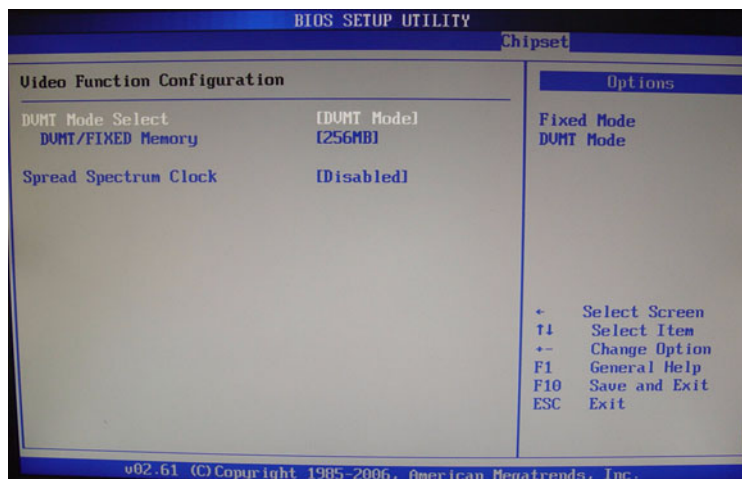 BIOS SETUP UTILITY
Chipset
Video Function Configuration
DVMT Mode Select [DVMT Mode]
DVMT/FIXED Memory [256MB]
Spread Spectrum Clock [Disabled]
Options
Fixed Mode
DVMT Mode
← Select Screen
↑↓ Select Item
+- Change Option
F1 General Help
F10 Save and Exit
ESC Exit
v02.61 (C)Copyright 1985-2006, American Megatrends, Inc.